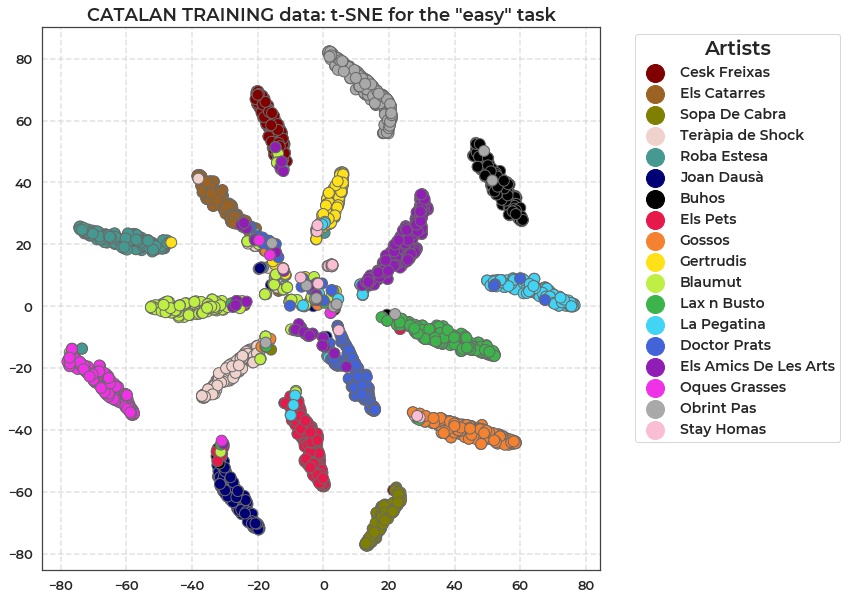 CATALAN TRAINING data: t-SNE for the "easy" task
80
60
40
20
0
−20
−40
−60
−80
−80 −60 −40 −20 0 20 40 60 80
Artists
Cesk Freixas
Els Catarres
Sopa De Cabra
Teràpia de Shock
Roba Estesa
Joan Dausà
Buhos
Els Pets
Gossos
Gertrudis
Blaumut
Lax n Busto
La Pegatina
Doctor Prats
Els Amics De Les Arts
Oques Grasses
Obrint Pas
Stay Homas